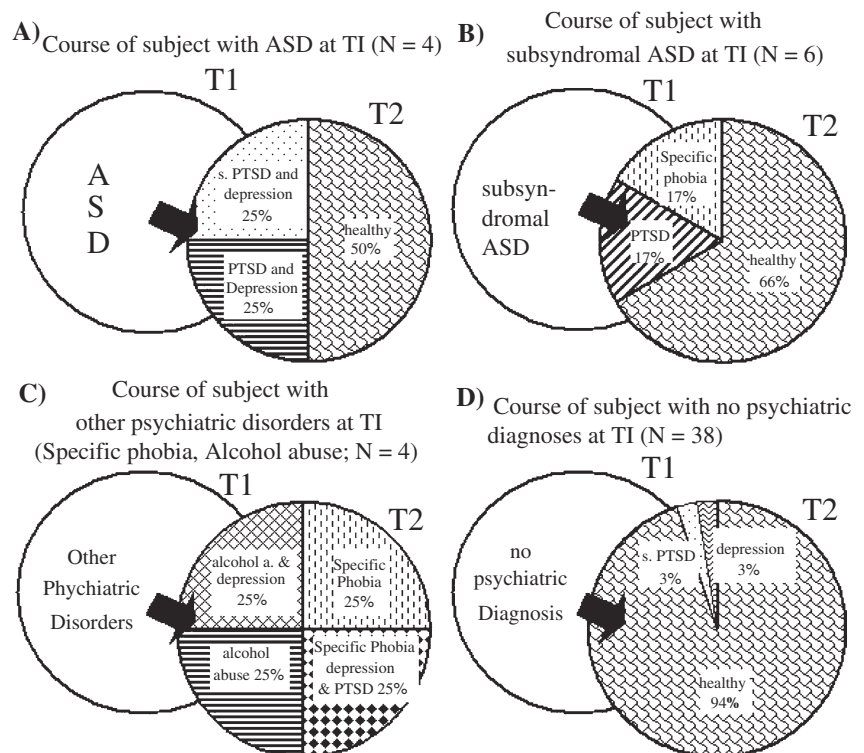 A) Course of subject with ASD at TI (N = 4)
T1
T2
A
S
D
s. PTSD and
depression
25%
healthy
50%
PTSD and
Depression
25%
B) Course of subject with
subsyndromal ASD at TI (N = 6)
T1
T2
subsyn-
dromal
ASD
Specific
phobia
17%
PTSD
17%
healthy
66%
C) Course of subject with
other psychiatric disorders at TI
(Specific phobia, Alcohol abuse; N = 4)
T1
T2
Other
Phychiatric
Disorders
alcohol a. &
depression
25%
Specific
Phobia
25%
alcohol
abuse 25%
Specific Phobia
depression
& PTSD 25%
D) Course of subject with no psychiatric
diagnoses at TI (N = 38)
T1
T2
no
psychiatric
Diagnosis
s. PTSD
3%
depression
3%
healthy
94%